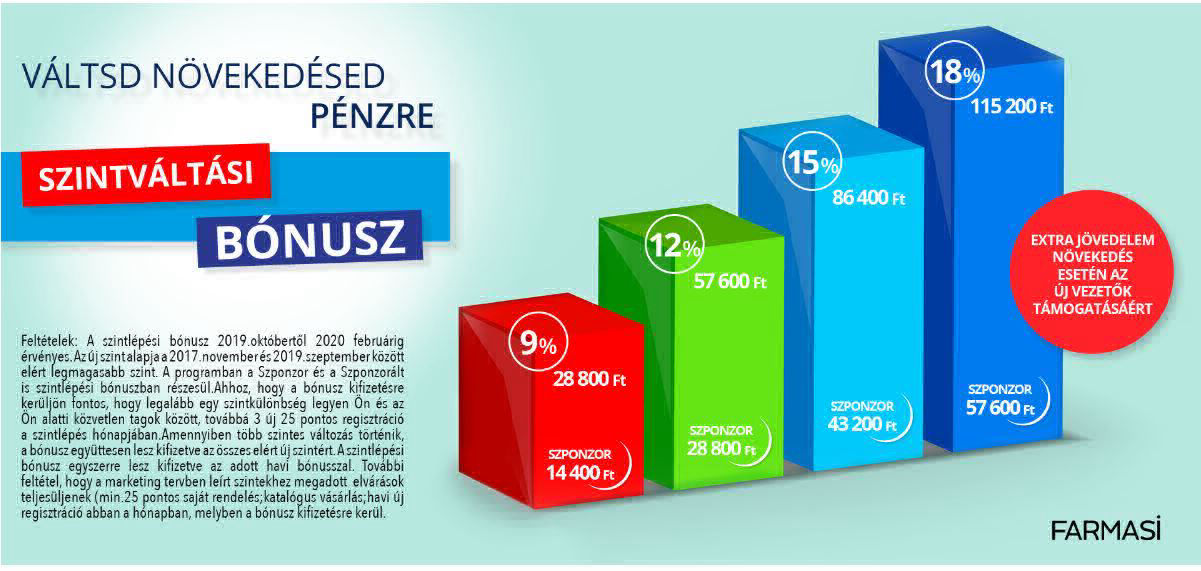 VÁLTSD NÖVEKEDÉSED
PÉNZRE
SZINTVÁLTÁSI
BÓNUSZ
Feltételek: A szintlépési bónusz 2019.októbertől 2020 februárig
érvényes.Az új szint alapja a 2017.november és 2019.szeptember között
elért legmagasabb szint. A programban a Szponzor és a Szponzorált
is szintlépési bónuszban részesül.Ahhoz, hogy a bónusz kifizetésre
kerüljön fontos, hogy legalább egy szintkülönbség legyen Ön és az
Ön alatti közvetlen tagok között, továbbá 3 új 25 pontos regisztráció
a szintlépés hónapjában.Amennyiben több szintes változás történik,
a bónusz együttesen lesz kifizetve az összes elért új szintért.A szintlépési
bónusz egyszerre lesz kifizetve az adott havi bónusszal. További
feltétel, hogy a marketing tervben leírt szintekhez megadott elvárások
teljesüljenek (min.25 pontos saját rendelés;katalógus vásárlás;havi új
regisztráció abban a hónapban, melyben a bónusz kifizetésre kerül.
9%
28 800 Ft
SZPONZOR
14 400 Ft
12%
57 600 Ft
SZPONZOR
28 800 Ft
15%
86 400 Ft
SZPONZOR
43 200 Ft
18%
115 200 Ft
SZPONZOR
57 600 Ft
EXTRA JÖVEDELEM
NÖVEKEDÉS
ESETÉN AZ
ÚJ VEZETŐK
TÁMOGATÁSÁÉRT
FARMASİ